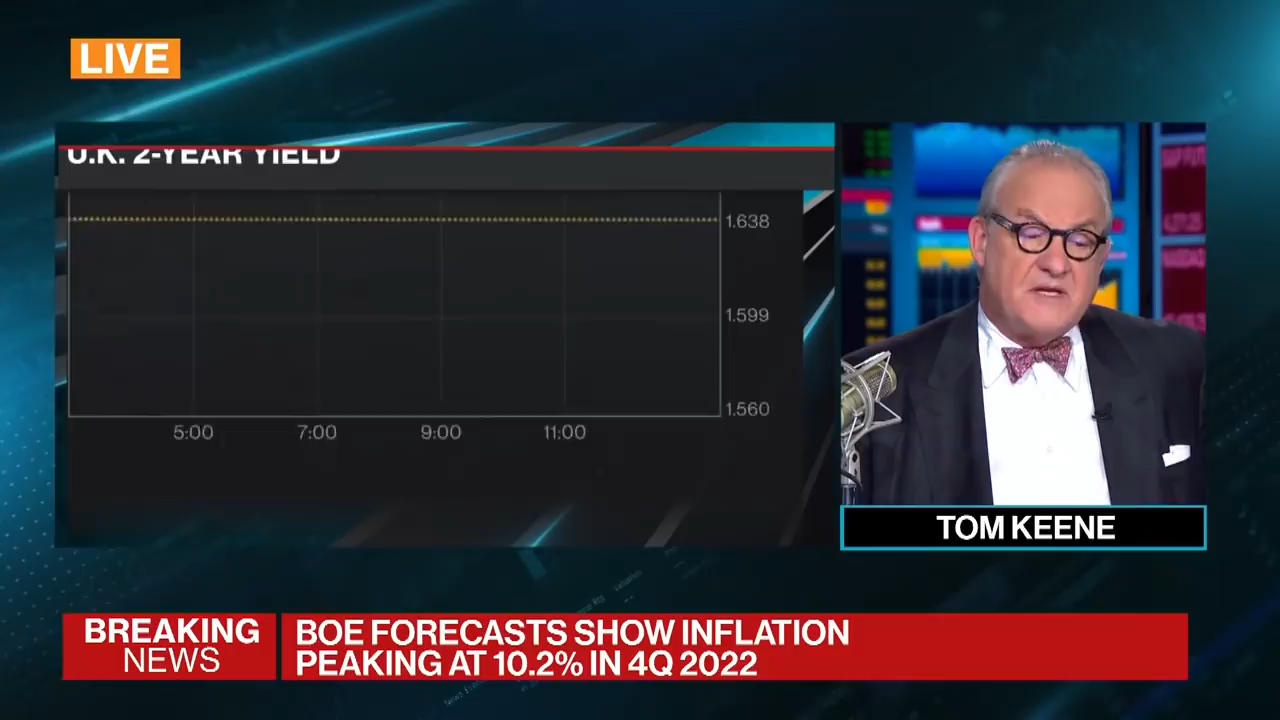 LIVE
U.K. 2-YEAR YIELD
1.638
1.599
1.560
5:00
7:00
9:00
11:00
TOM KEENE
BREAKING
NEWS
BOE FORECASTS SHOW INFLATION
PEAKING AT 10.2% IN 4Q 2022